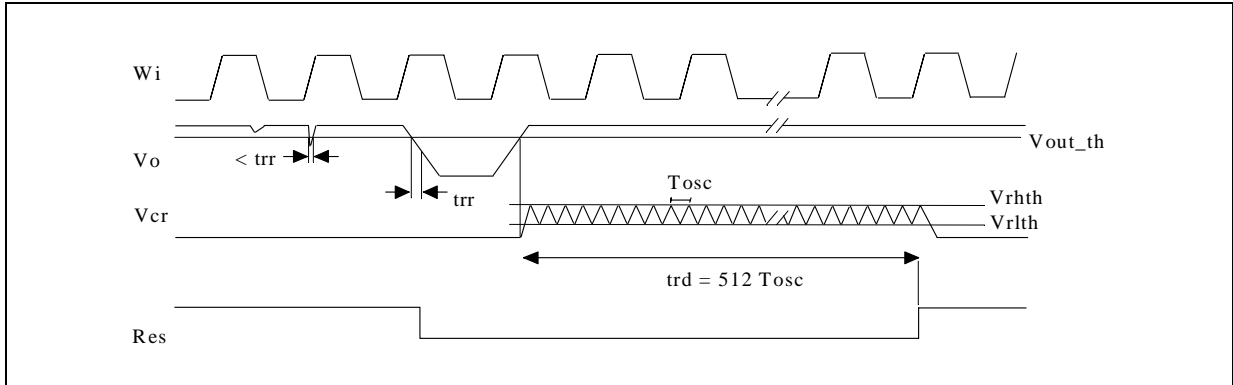 Wi
Vout_th
Vo
< trr
trr
Tosc
Vcr
Vrhth
Vrlth
trd = 512 Tosc
Res